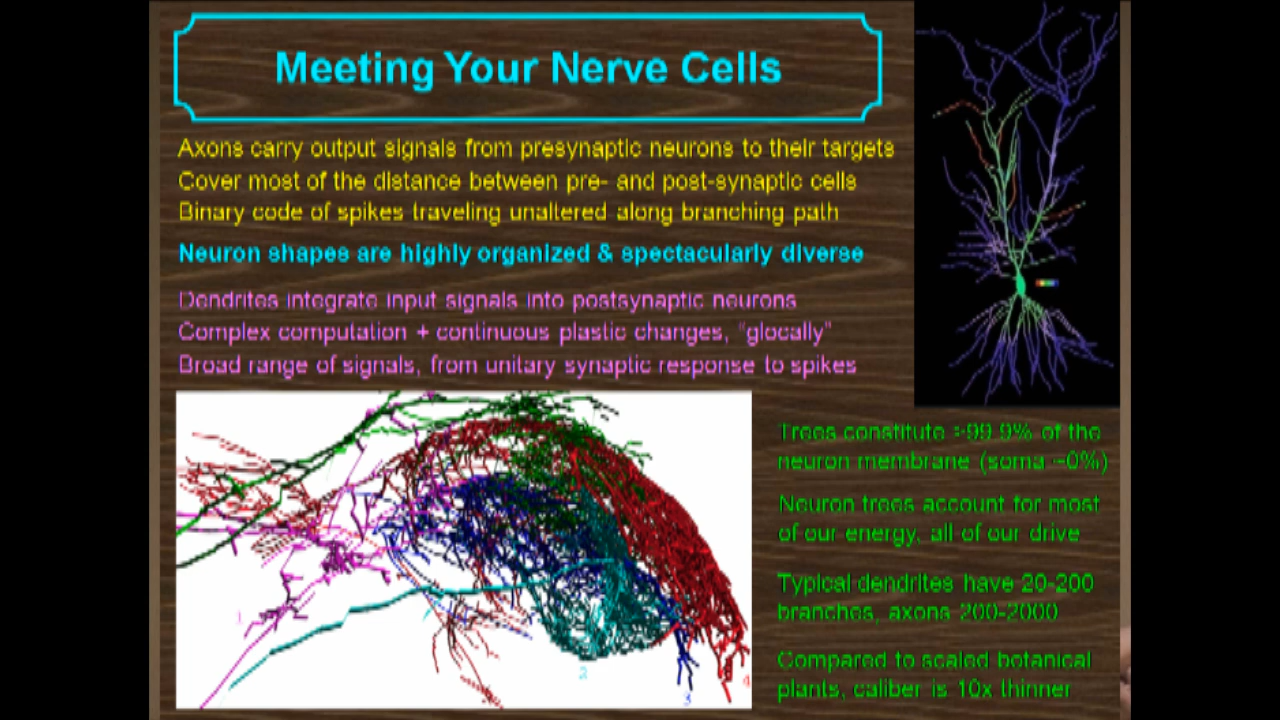 Meeting Your Nerve Cells
Axons carry output signals from presynaptic neurons to their targets
Cover most of the distance between pre- and post-synaptic cells
Binary code of spikes traveling unaltered along branching path
Neuron shapes are highly organized & spectacularly diverse
Dendrites integrate input signals into postsynaptic neurons
Complex computation + continuous plastic changes, "glocally"
Broad range of signals, from unitary synaptic response to spikes
Trees constitute >99.9% of the
neuron membrane (soma ~0%)
Neuron trees account for most
of our energy, all of our drive
Typical dendrites have 20-200
branches, axons 200-2000
Compared to scaled botanical
plants, caliber is 10x thinner
1
2
3
4